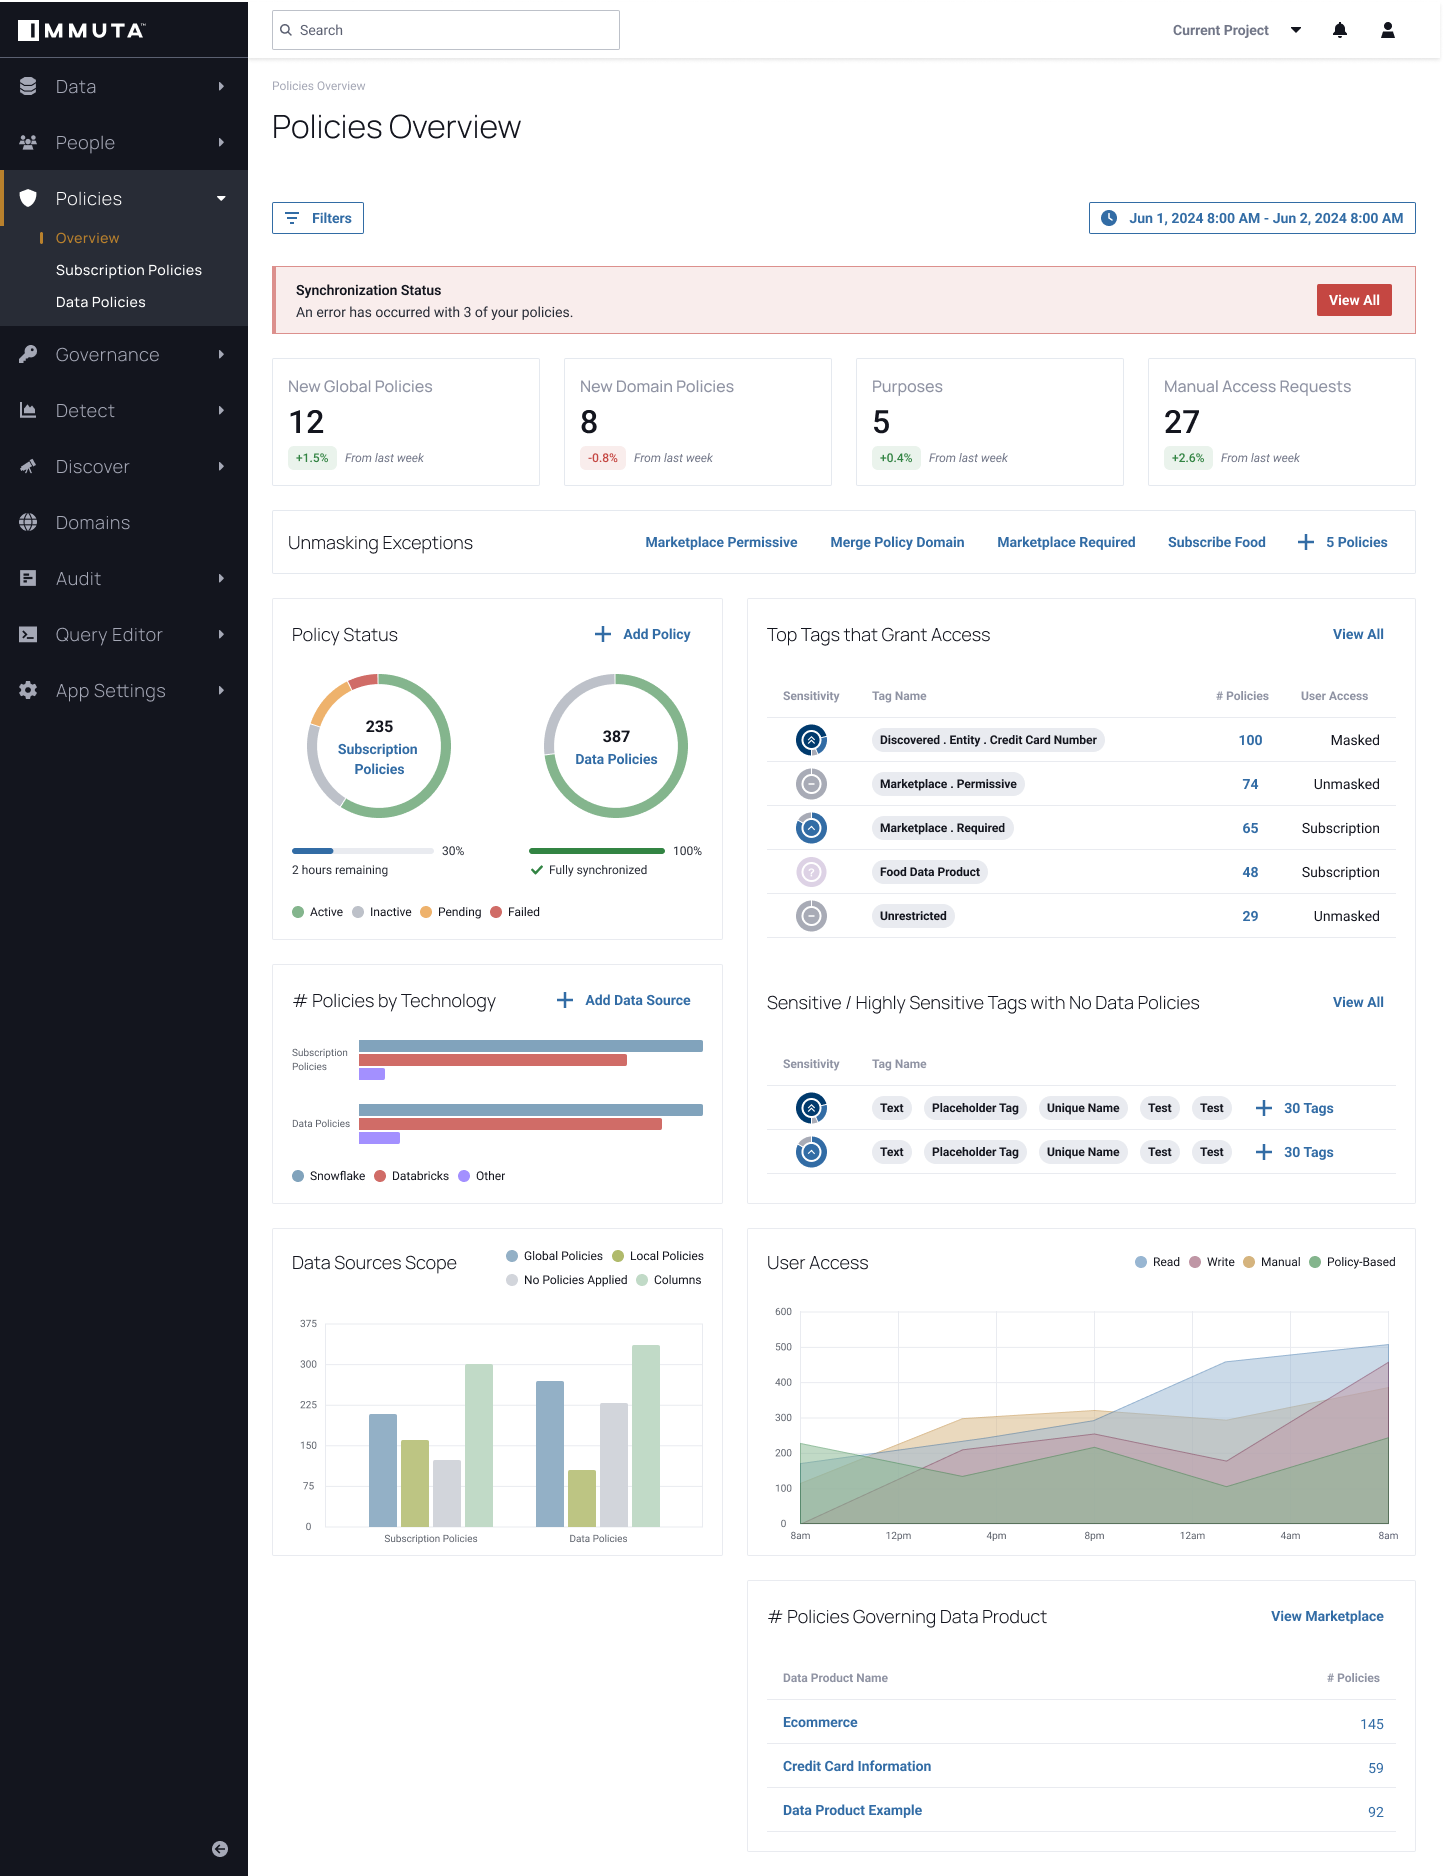 IMMUTA™
Search
Current Project
Data
People
Policies
Overview
Subscription Policies
Data Policies
Governance
Detect
Discover
Domains
Audit
Query Editor
App Settings
Policies Overview
Policies Overview
Filters
Jun 1, 2024 8:00 AM - Jun 2, 2024 8:00 AM
Synchronization Status
An error has occurred with 3 of your policies.
View All
New Global Policies
12
+1.5% From last week
New Domain Policies
8
-0.8% From last week
Purposes
5
+0.4% From last week
Manual Access Requests
27
+2.6% From last week
Unmasking Exceptions Marketplace Permissive Merge Policy Domain Marketplace Required Subscribe Food + 5 Policies
Policy Status + Add Policy
235
Subscription
Policies
387
Data Policies
30%
2 hours remaining
100%
Fully synchronized
Active Inactive Pending Failed
Top Tags that Grant Access View All
Sensitivity Tag Name # Policies User Access
Discovered . Entity . Credit Card Number 100 Masked
Marketplace . Permissive 74 Unmasked
Marketplace . Required 65 Subscription
? Food Data Product 48 Subscription
Unrestricted 29 Unmasked
# Policies by Technology + Add Data Source
Subscription
Policies
Data Policies
Snowflake Databricks Other
Sensitive / Highly Sensitive Tags with No Data Policies View All
Sensitivity Tag Name
Text Placeholder Tag Unique Name Test Test + 30 Tags
Text Placeholder Tag Unique Name Test Test + 30 Tags
Data Sources Scope
Global Policies Local Policies
No Policies Applied Columns
375
300
225
150
75
0
Subscription Policies Data Policies
User Access Read Write Manual Policy-Based
600
500
400
300
200
100
0
8am 12pm 4pm 8pm 12am 4am 8am
# Policies Governing Data Product View Marketplace
Data Product Name # Policies
Ecommerce 145
Credit Card Information 59
Data Product Example 92